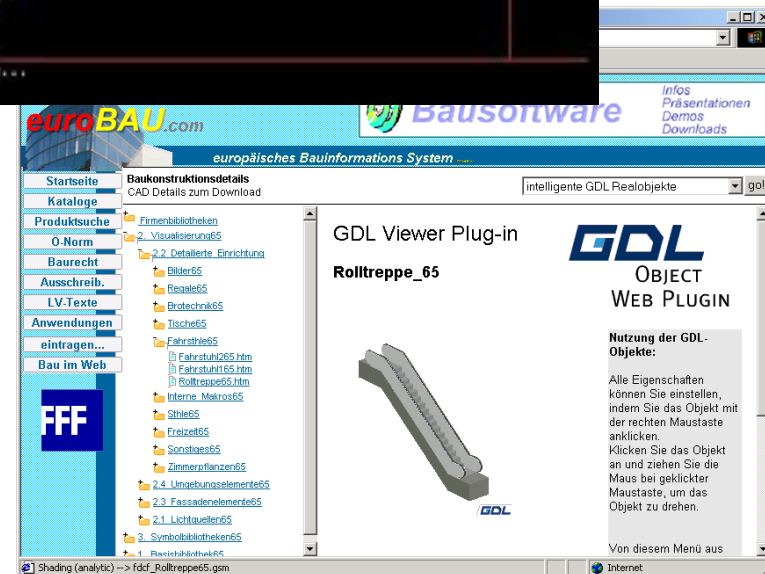 Bausoftware
Infos
Präsentationen
Demos
Downloads
euroBAU.com
europäisches Bauinformations System
Startseite
Kataloge
Produktsuche
Ö-Norm
Baurecht
Ausschreib.
LV-Texte
Anwendungen
eintragen...
Bau im Web
FFF
Baukonstruktionsdetails
CAD Details zum Download
intelligente GDL Realobjekte
go!
Firmenbibliotheken
2. Visualisierung65
2.2 Detailierte Einrichtung
Bilder65
Regale65
Brotechnik65
Tische65
Fahrsthle65
Fahrstuhl265.htm
Fahrstuhl165.htm
Rolltreppe65.htm
Interne Makros65
Sthle65
Freizeit65
Sonstiges65
Zimmerpflanzen65
2.4 Umgebungselemente65
2.3 Fassadenelemente65
2.1 Lichtquellen65
3. Symbolbibliotheken65
1. Basisbibliothek65
GDL Viewer Plug-in
Rolltreppe_65
GDL
GDL
OBJECT
WEB PLUGIN
Nutzung der GDL-
Objekte:
Alle Eigenschaften
können Sie einstellen,
indem Sie das Objekt mit
der rechten Maustaste
anklicken.
Klicken Sie das Objekt
an und ziehen Sie die
Maus bei geklickter
Maustaste, um das
Objekt zu drehen.
Von diesem Menü aus
Shading (analytic) --> fdcf_Rolltreppe65.gsm
Internet